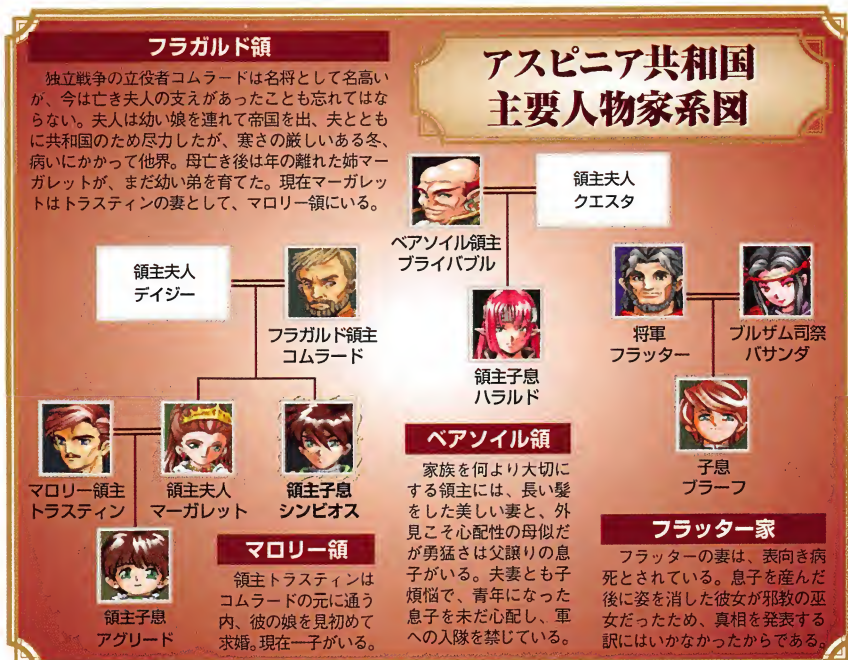 フラガルド領
独立戦争の立役者コムラードは名将として名高い
が、今は亡き夫人の支えがあったことも忘れてはな
らない。夫人は幼い娘を連れて帝国を出、夫ととも
に共和国のため尽力したが、寒さの厳しいある冬、
病いにかかって他界。母亡き後は年の離れた姉マー
ガレットが、まだ幼い弟を育てた。現在マーガレッ
トはトラスティンの妻として、マロリー領にいる。
アスピニア共和国
主要人物家系図
ベアソイル領主
ブライバブル
領主夫人
クエスタ
領主子息
ハラルド
領主夫人
デイジー
フラガルド領主
コムラード
将軍
フラッター
ブルザム司祭
バサンダ
子息
ブラーフ
マロリー領主
トラスティン
領主夫人
マーガレット
領主子息
シンビオス
領主子息
アグリード
マロリー領
領主トラスティンは
コムラードの元に通う
内、彼の娘を見初めて
求婚。現在一子がいる。
ベアソイル領
家族を何より大切に
する領主には、長い髪
をした美しい妻と、外
見こそ心配性の母似だ
が勇猛さは父譲りの息
子がいる。夫妻とも子
煩悩で、青年になった
息子を未だ心配し、軍
への入隊を禁じている。
フラッター家
フラッターの妻は、表向き病
死とされている。息子を産んだ
後に姿を消した彼女が邪教の巫
女だったため、真相を発表する
訳にはいかなかったからである。